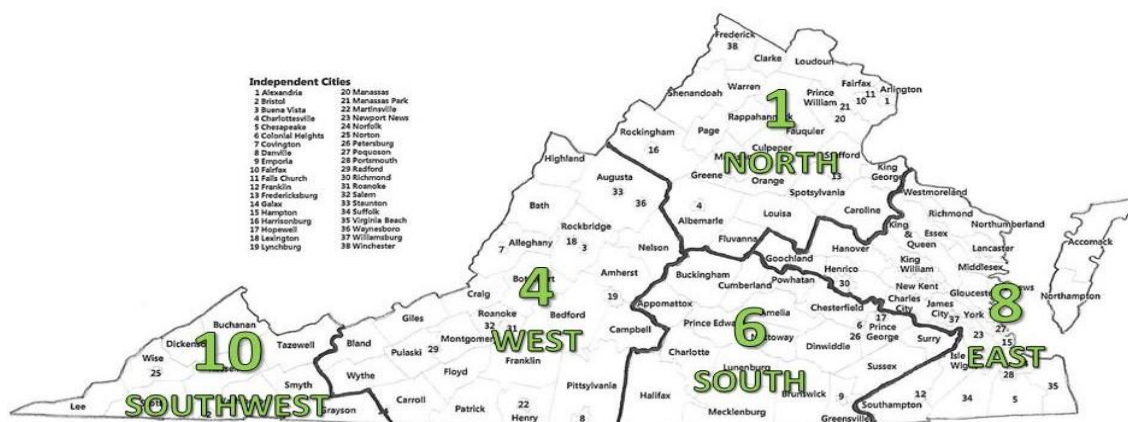 Independent Cities
1 Alexandria
2 Bristol
3 Buena Vista
4 Charlottesville
5 Chesapeake
6 Colonial Heights
7 Covington
8 Danville
9 Emporia
10 Fairfax
11 Falls Church
12 Franklin
13 Fredericksburg
14 Galax
15 Hampton
16 Harrisonburg
17 Hopewell
18 Lexington
19 Lynchburg
20 Manassas
21 Manassas Park
22 Martinsville
23 Newport News
24 Norfolk
25 Norton
26 Petersburg
27 Poquoson
28 Portsmouth
29 Radford
30 Richmond
31 Roanoke
32 Salem
33 Staunton
34 Suffolk
35 Virginia Beach
36 Waynesboro
37 Williamsburg
38 Winchester
Frederick
38
Clarke
Loudoun
Shenandoah
Warren
Prince
William
Fairfax
11
10
21
20
Arlington
1
Rappahannock
1
Fauquier
Rockingham
16
Page
Culpeper
NORTH
Stafford
13
King
George
Greene
Orange
Spotsylvania
4
Albemarle
Louisa
Caroline
Fluvanna
Highland
Augusta
33
36
Bath
Rockbridge
18
3
Alleghany
7
Nelson
4
WEST
Craig
Amherst
19
Bedford
Roanoke
32
31
Campbell
Giles
Franklin
Bland
Pulaski
29
Floyd
Wythe
Carroll
Patrick
22
Henry
Pittsylvania
8
Grayson
Buchanan
Tazewell
10
SOUTHWEST
Wise
25
Smyth
Lee
Goochland
Buckingham
Cumberland
Powhatan
Appomattox
6
SOUTH
Amelia
Chesterfield
Charlotte
Dinwiddie
6
26
17
Prince
George
Lunenburg
Sussex
Halifax
Mecklenburg
Brunswick
9
Greensville
Westmoreland
Richmond
Northumberland
King
&
Queen
Essex
Lancaster
Hanover
King
William
Middlesex
Henrico
30
New Kent
Charles
City
James
City
37
York
8
EAST
Surry
23
27
15
28
Southampton
12
34
5
35
Accomack
Northampton